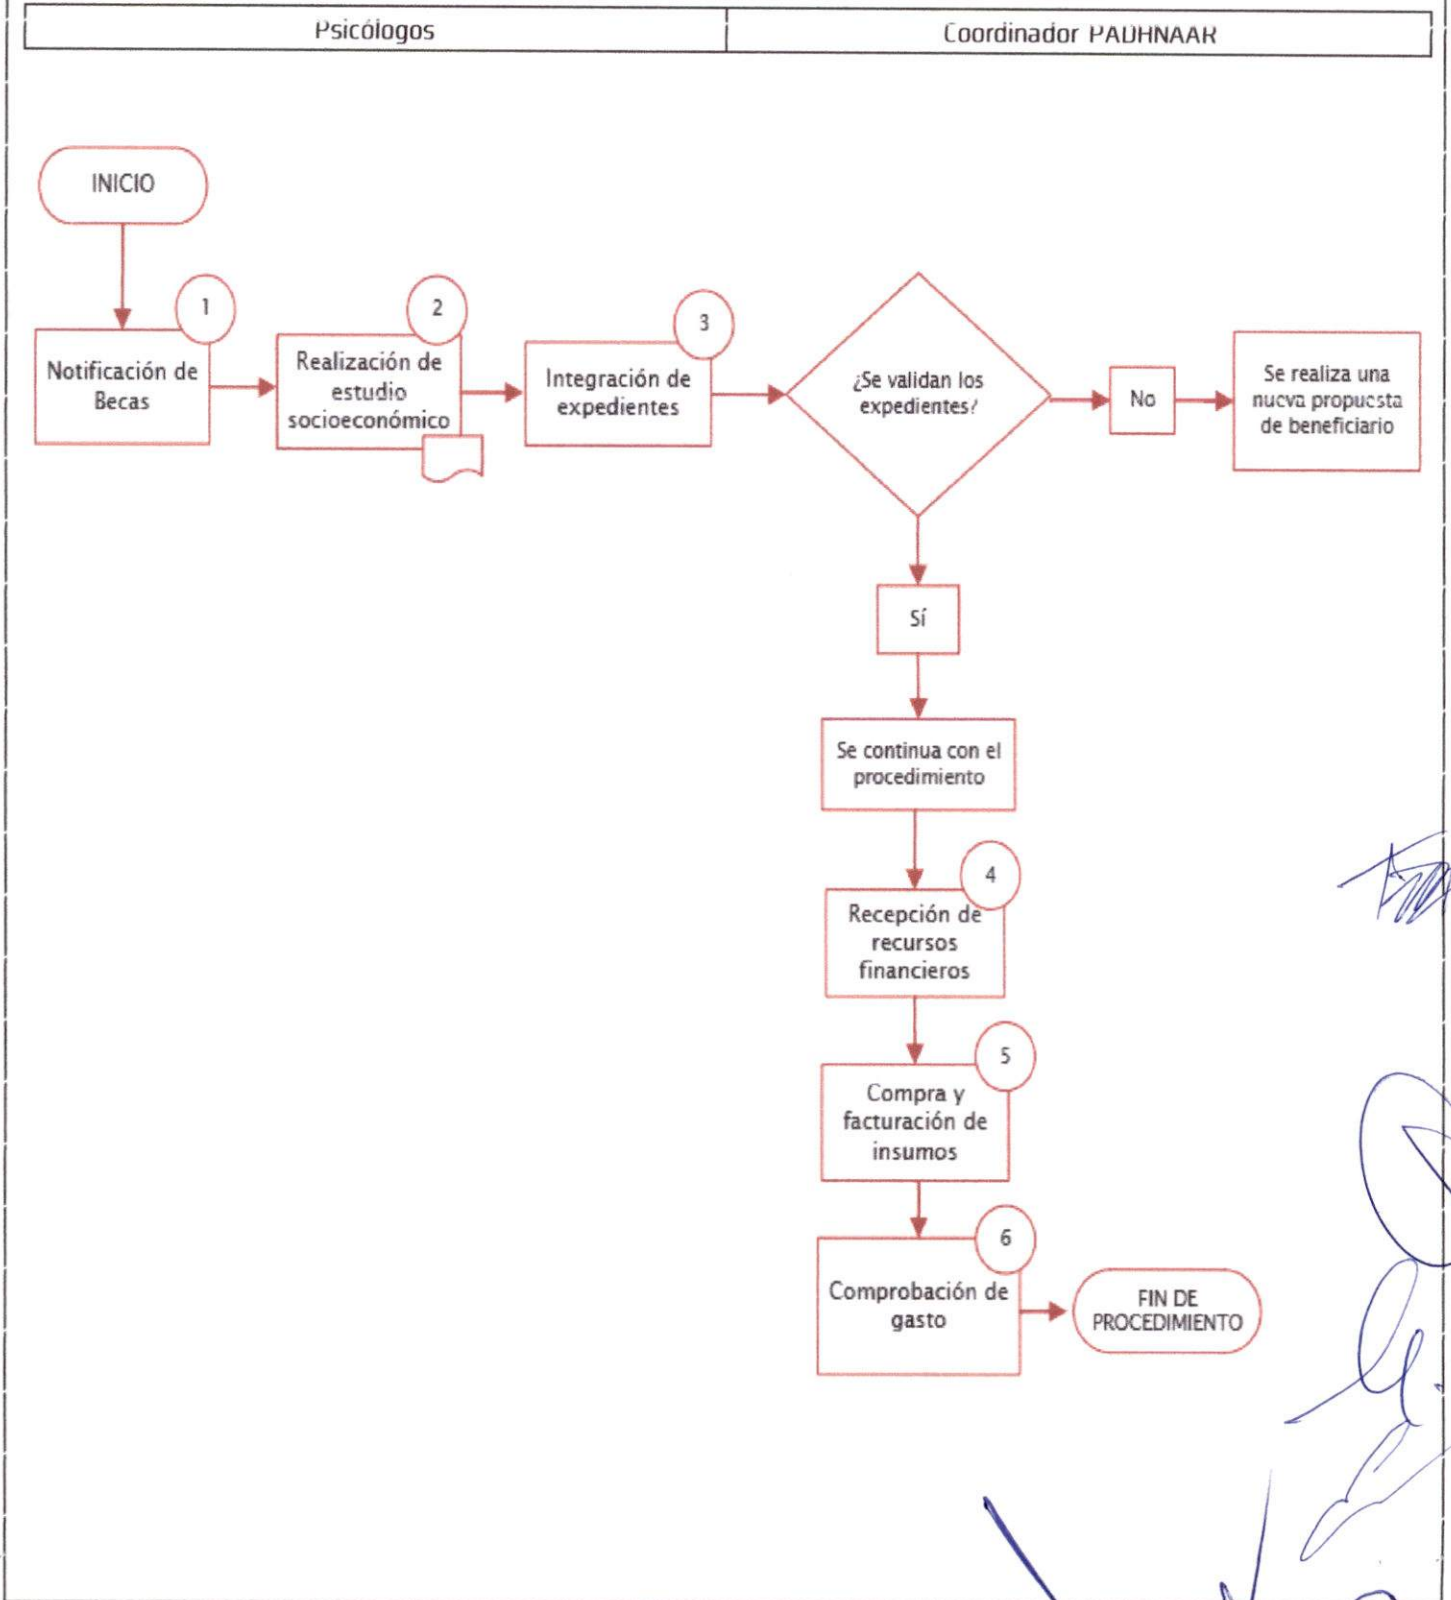 Psicólogos
Coordinador PADHNAAR
INICIO
1
Notificación de
Becas
2
Realización de
estudio
socioeconómico
3
Integración de
expedientes
¿Se validan los
expedientes?
No
Se realiza una
nueva propuesta
de beneficiario
Sí
Se continua con el
procedimiento
4
Recepción de
recursos
financieros
5
Compra y
facturación de
insumos
6
Comprobación de
gasto
FIN DE
PROCEDIMIENTO